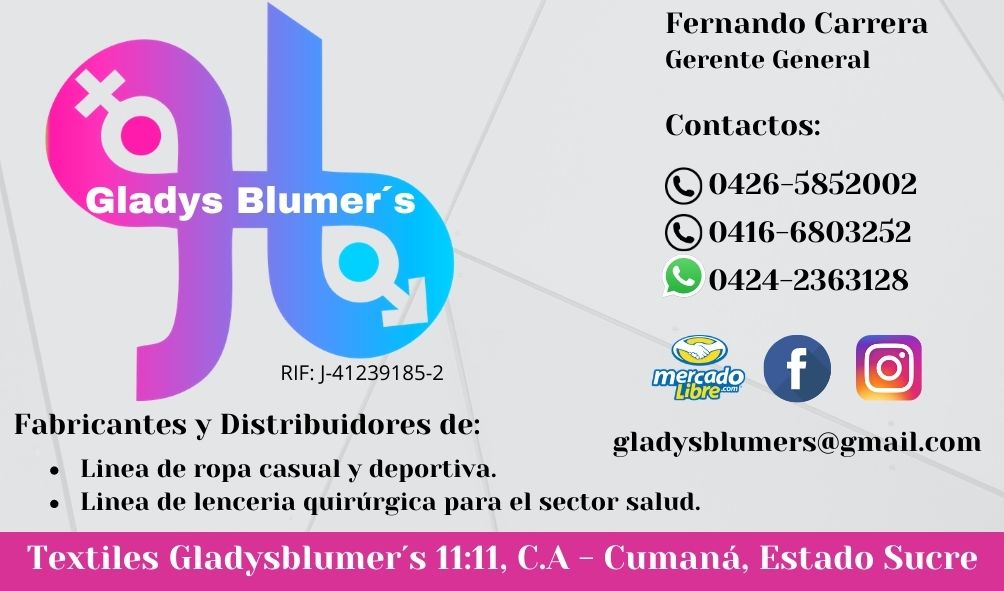 Gladys Blumer´s
RIF: J-41239185-2
Fabricantes y Distribuidores de:
• Linea de ropa casual y deportiva.
• Linea de lenceria quirúrgica para el sector salud.
Fernando Carrera
Gerente General
Contactos:
0426-5852002
0416-6803252
0424-2363128
mercado
Libre.com
gladysblumers@gmail.com
Textiles Gladysblumer´s 11:11, C.A - Cumaná, Estado Sucre